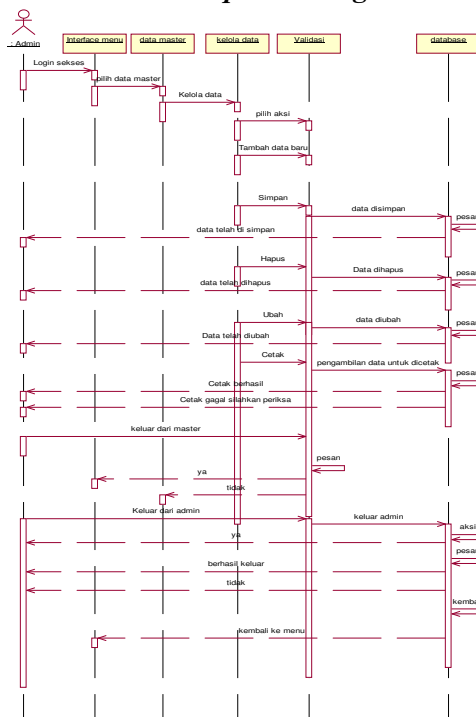 : Admin
Interface menu
data master
kelola data
Validasi
database
Login sekses
pilih data master
Kelola data
pilih aksi
Tambah data baru
Simpan
data disimpan
pesan
data telah di simpan
Hapus
Data dihapus
pesan
data telah dihapus
Ubah
data diubah
pesan
Data telah diubah
Cetak
pengambilan data untuk dicetak
pesan
Cetak berhasil
Cetak gagal silahkan periksa
keluar dari master
pesan
ya
tidak
Keluar dari admin
keluar admin
aksi
ya
pesan
berhasil keluar
tidak
kembali ke menu